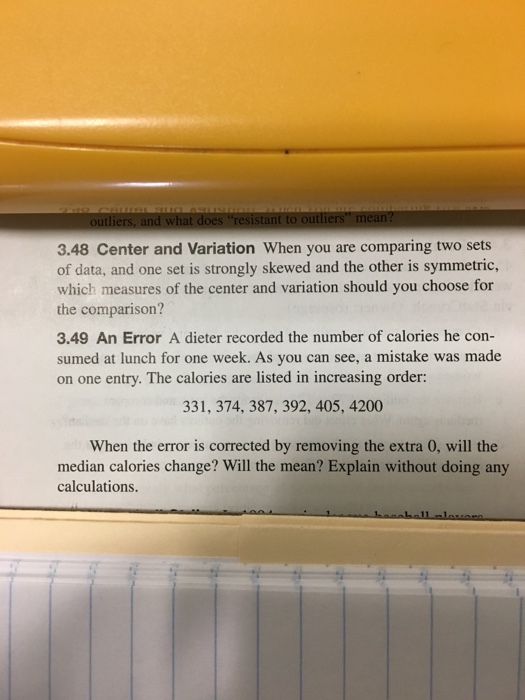 outliers, and what does "resistant to outliers" mean?
3.48 Center and Variation When you are comparing two sets
of data, and one set is strongly skewed and the other is symmetric,
which measures of the center and variation should you choose for
the comparison?
3.49 An Error A dieter recorded the number of calories he con-
sumed at lunch for one week. As you can see, a mistake was made
on one entry. The calories are listed in increasing order:
331, 374, 387, 392, 405, 4200
When the error is corrected by removing the extra 0, will the
median calories change? Will the mean? Explain without doing any
calculations.